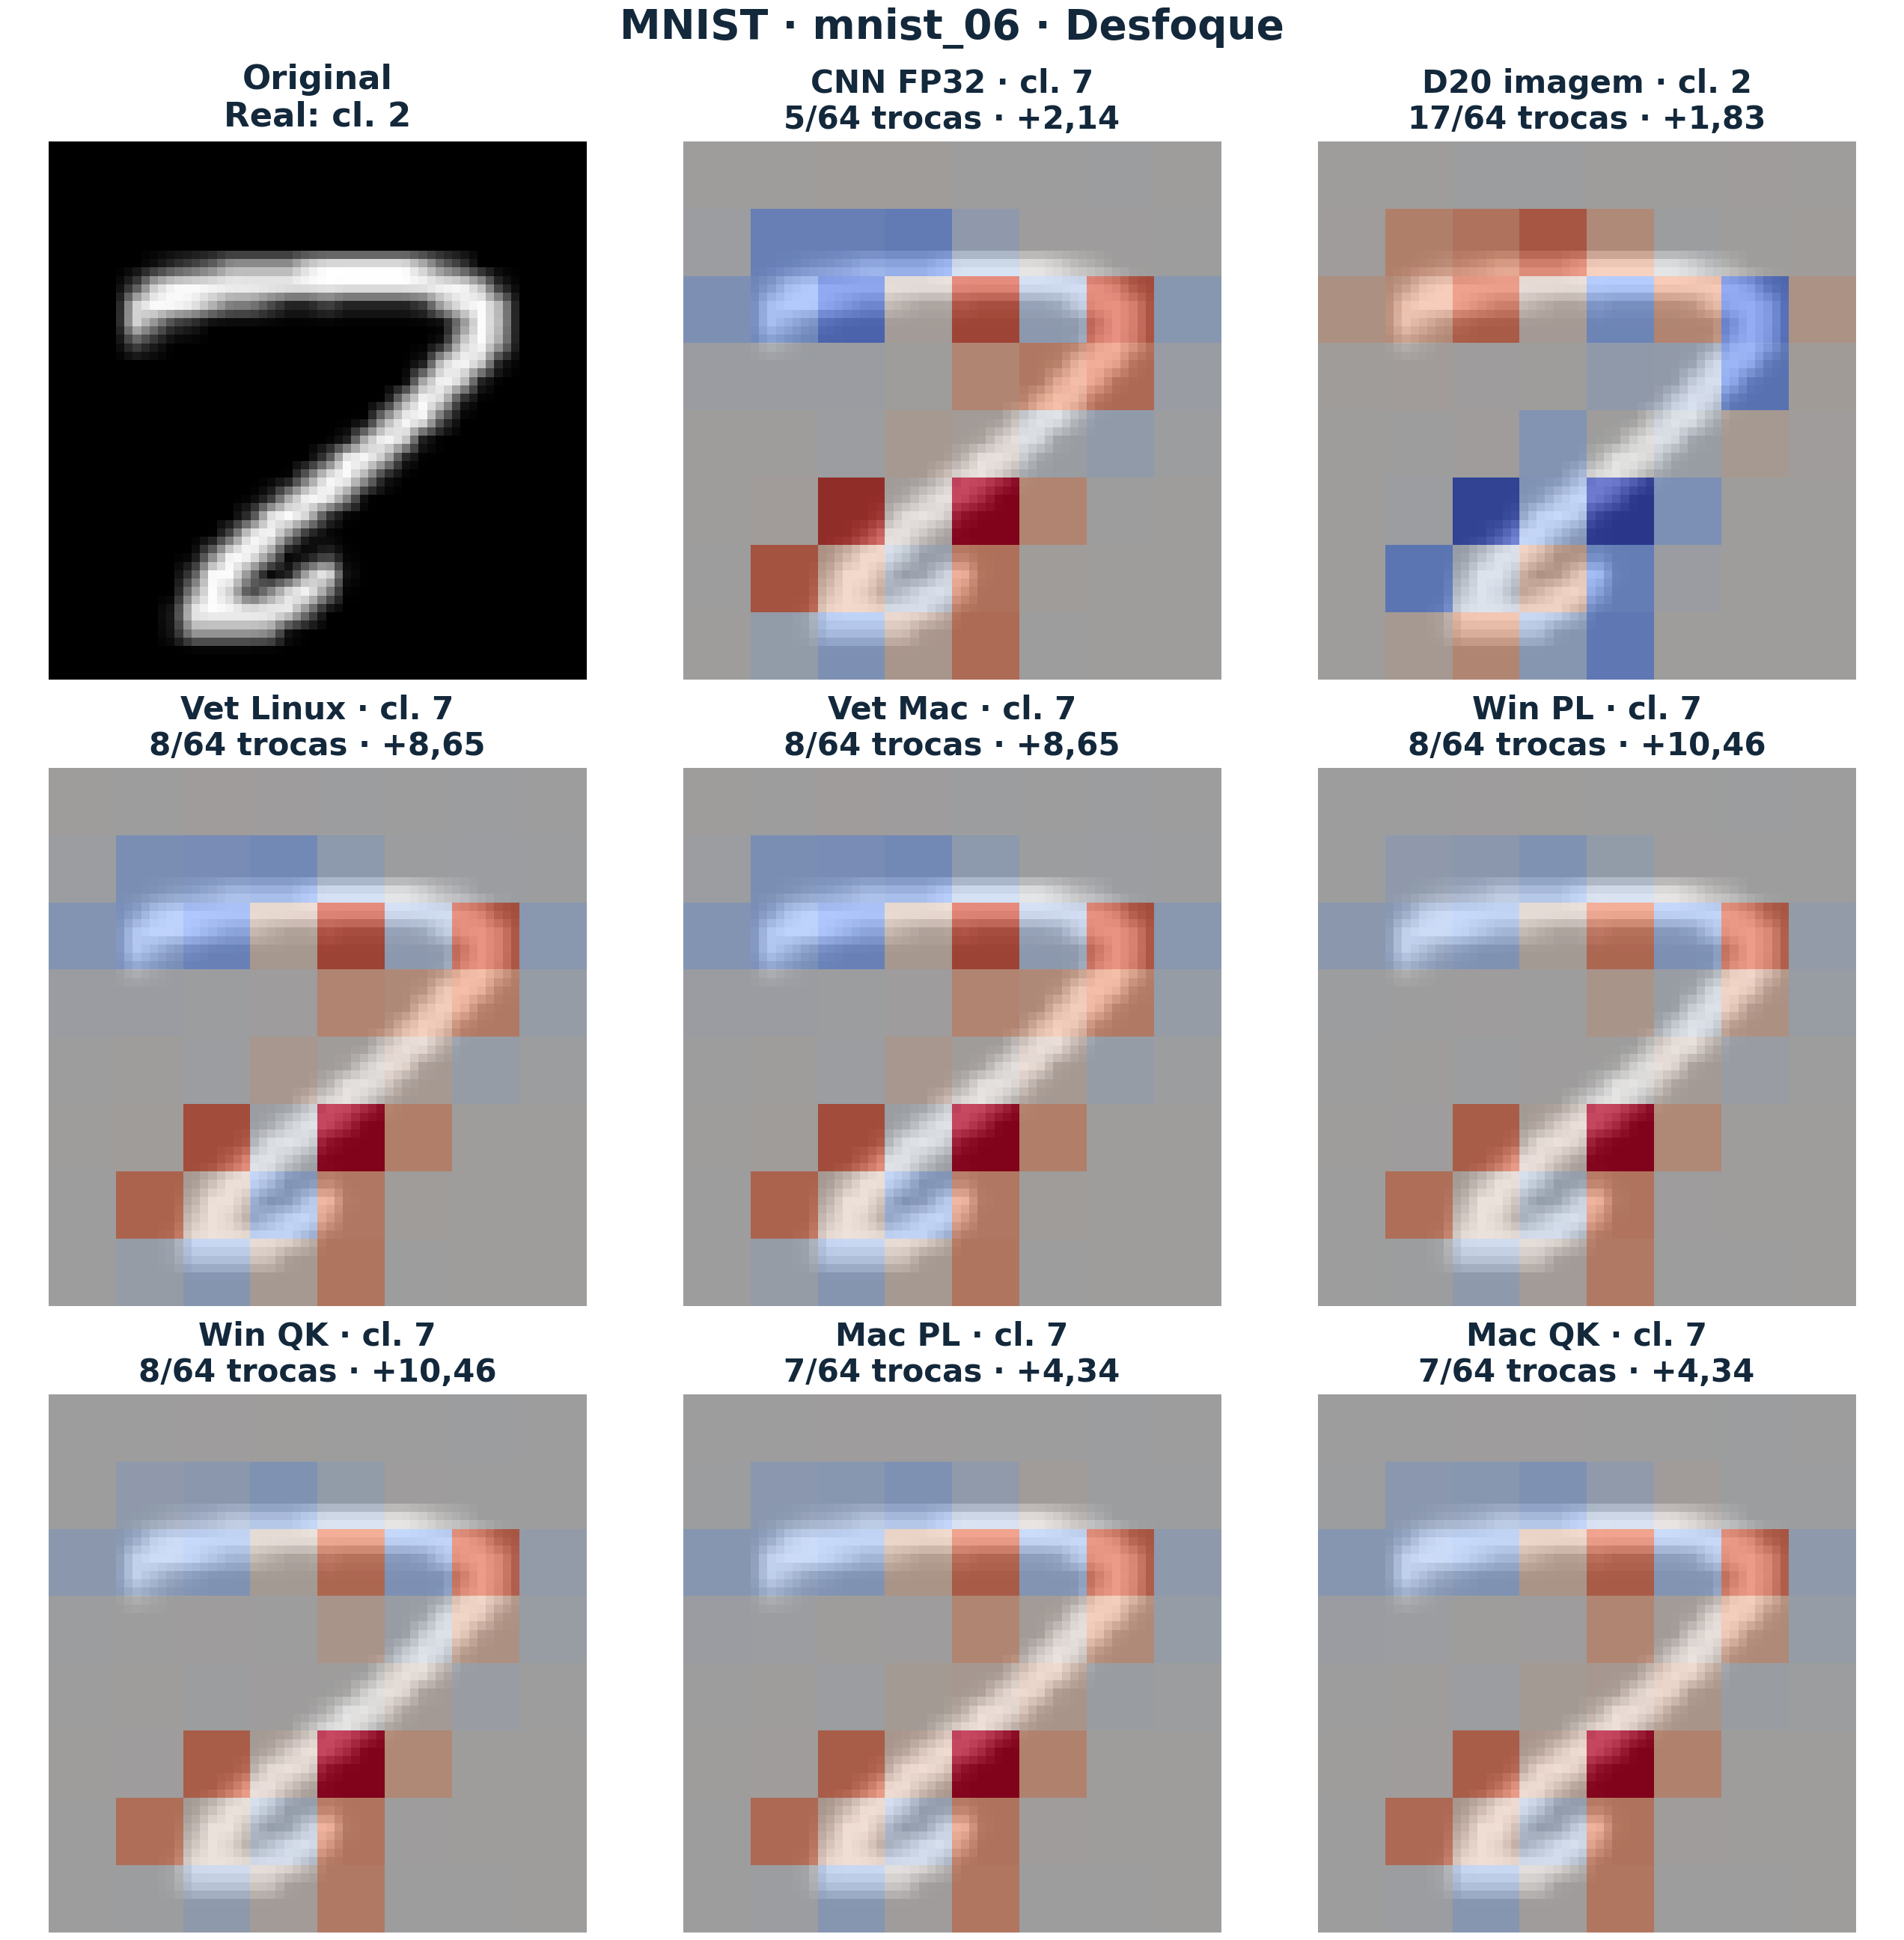 MNIST · mnist_06 · Desfoque
Original
Real: cl. 2
CNN FP32 · cl. 7
5/64 trocas · +2,14
D20 imagem · cl. 2
17/64 trocas · +1,83
Vet Linux · cl. 7
8/64 trocas · +8,65
Vet Mac · cl. 7
8/64 trocas · +8,65
Win PL · cl. 7
8/64 trocas · +10,46
Win QK · cl. 7
8/64 trocas · +10,46
Mac PL · cl. 7
7/64 trocas · +4,34
Mac QK · cl. 7
7/64 trocas · +4,34